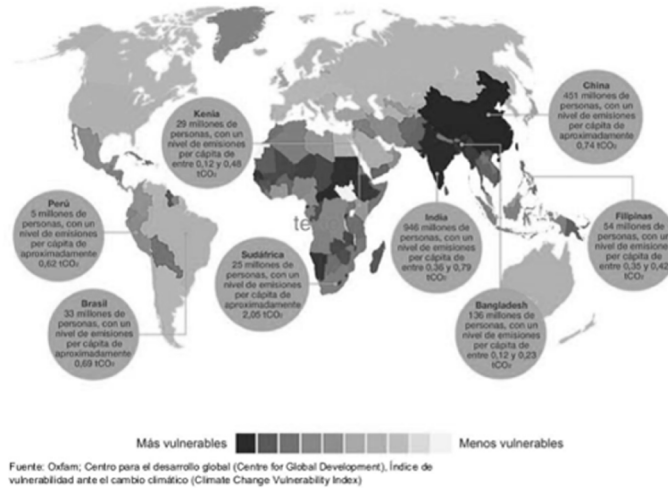 China
451 millones de
personas, con un
nivel de emisiones
per cápita de
aproximadamente
0,74 tCO₂
Kenia
29 millones de
personas, con un
nivel de emisiones
per cápita de
entre 0,12 y 0,48
tCO₂
Perú
5 millones de
personas, con un
nivel de emisiones
per cápita de
aproximadamente
0,62 tCO₂
Sudáfrica
25 millones de
personas, con un
nivel de emisiones
per cápita de
aproximadamente
2,05 tCO₂
India
946 millones de
personas, con un
nivel de emisiones
per cápita de
entre 0,36 y 0,79
tCO₂
Filipinas
54 millones de
personas, con un
nivel de emisiones
per cápita de
entre 0,35 y 0,42
tCO₂
Brasil
33 millones de
personas, con un
nivel de emisiones
per cápita de
aproximadamente
0,69 tCO₂
Bangladesh
136 millones de
personas, con un
nivel de emisiones
per cápita de
entre 0,12 y 0,23
tCO₂
Más vulnerables Menos vulnerables
Fuente: Oxfam; Centro para el desarrollo global (Centre for Global Development), Índice de
vulnerabilidad ante el cambio climático (Climate Change Vulnerability Index)